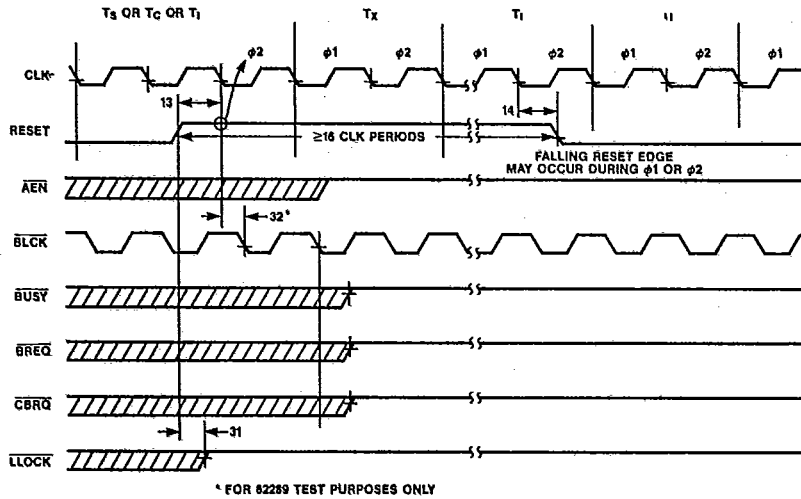 TS OR TC OR TI TX TI TI
CLK φ2 φ1 φ2 φ1 φ2 φ1 φ2 φ1
13 14
RESET ≥16 CLK PERIODS
FALLING RESET EDGE
MAY OCCUR DURING φ1 OR φ2
AEN
32*
BLCK
BUSY
BREQ
CBRQ
31
LLOCK
* FOR 82289 TEST PURPOSES ONLY